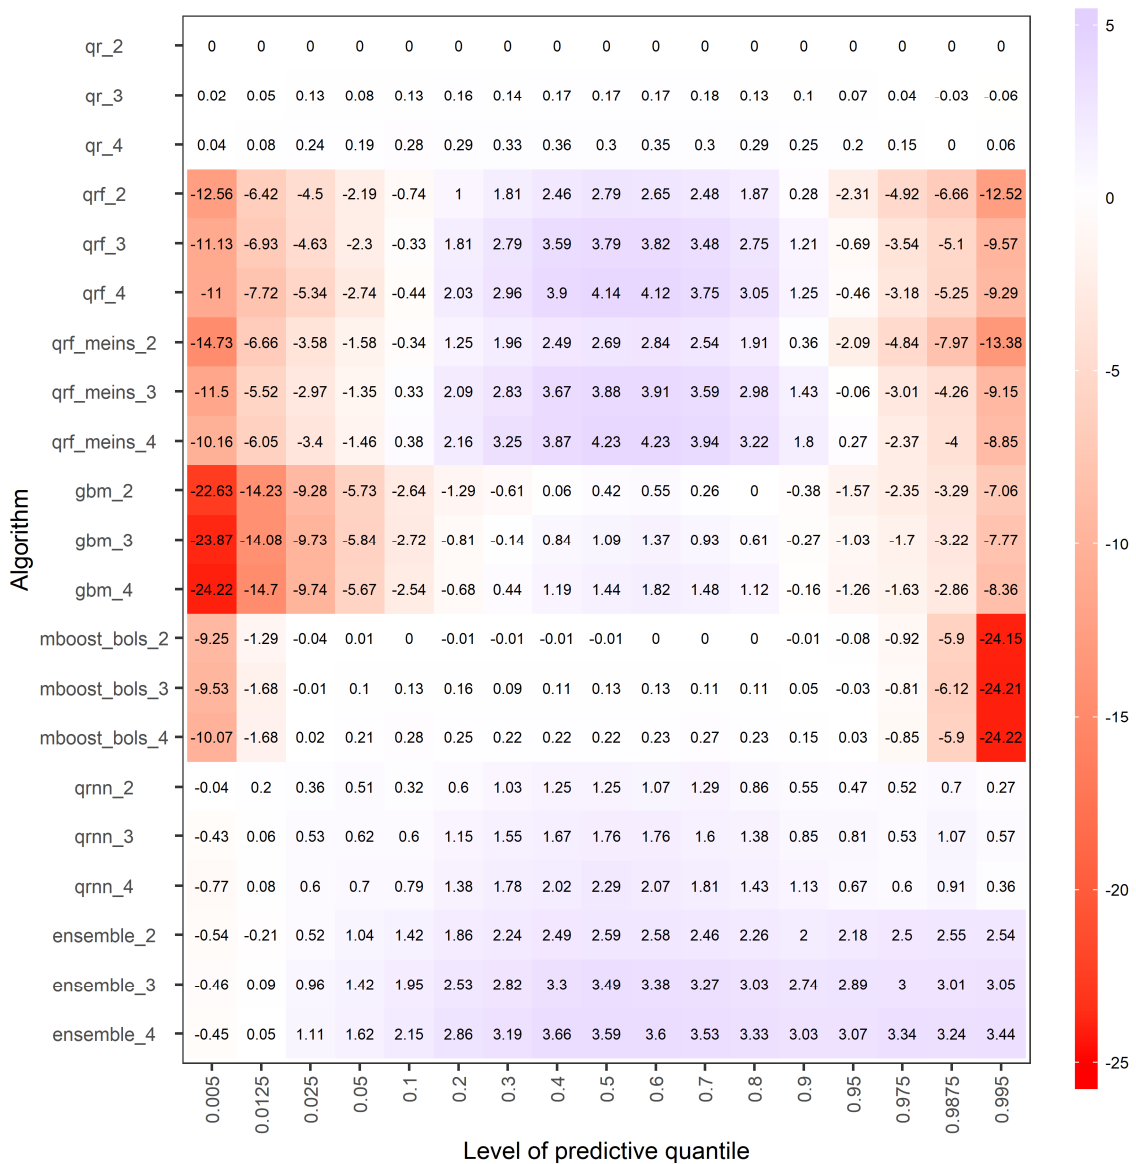 qr_2 0 0 0 0 0 0 0 0 0 0 0 0 0 0 0 0 0
qr_3 0.02 0.05 0.13 0.08 0.13 0.16 0.14 0.17 0.17 0.17 0.18 0.13 0.1 0.07 0.04 -0.03 -0.06
qr_4 0.04 0.08 0.24 0.19 0.28 0.29 0.33 0.36 0.3 0.35 0.3 0.29 0.25 0.2 0.15 0 0.06
qrf_2 -12.56 -6.42 -4.5 -2.19 -0.74 1 1.81 2.46 2.79 2.65 2.48 1.87 0.28 -2.31 -4.92 -6.66 -12.52
qrf_3 -11.13 -6.93 -4.63 -2.3 -0.33 1.81 2.79 3.59 3.79 3.82 3.48 2.75 1.21 -0.69 -3.54 -5.1 -9.57
qrf_4 -11 -7.72 -5.34 -2.74 -0.44 2.03 2.96 3.9 4.14 4.12 3.75 3.05 1.25 -0.46 -3.18 -5.25 -9.29
qrf_meins_2 -14.73 -6.66 -3.58 -1.58 -0.34 1.25 1.96 2.49 2.69 2.84 2.54 1.91 0.36 -2.09 -4.84 -7.97 -13.38
qrf_meins_3 -11.5 -5.52 -2.97 -1.35 0.33 2.09 2.83 3.67 3.88 3.91 3.59 2.98 1.43 -0.06 -3.01 -4.26 -9.15
qrf_meins_4 -10.16 -6.05 -3.4 -1.46 0.38 2.16 3.25 3.87 4.23 4.23 3.94 3.22 1.8 0.27 -2.37 -4 -8.85
gbm_2 -22.63 -14.23 -9.28 -5.73 -2.64 -1.29 -0.61 0.06 0.42 0.55 0.26 0 -0.38 -1.57 -2.35 -3.29 -7.06
gbm_3 -23.87 -14.08 -9.73 -5.84 -2.72 -0.81 -0.14 0.84 1.09 1.37 0.93 0.61 -0.27 -1.03 -1.7 -3.22 -7.77
gbm_4 -24.22 -14.7 -9.74 -5.67 -2.54 -0.68 0.44 1.19 1.44 1.82 1.48 1.12 -0.16 -1.26 -1.63 -2.86 -8.36
mboost_bols_2 -9.25 -1.29 -0.04 0.01 0 -0.01 -0.01 -0.01 -0.01 0 0 0 -0.01 -0.08 -0.92 -5.9 -24.15
mboost_bols_3 -9.53 -1.68 -0.01 0.1 0.13 0.16 0.09 0.11 0.13 0.13 0.11 0.11 0.05 -0.03 -0.81 -6.12 -24.21
mboost_bols_4 -10.07 -1.68 0.02 0.21 0.28 0.25 0.22 0.22 0.22 0.23 0.27 0.23 0.15 0.03 -0.85 -5.9 -24.22
qrnn_2 -0.04 0.2 0.36 0.51 0.32 0.6 1.03 1.25 1.25 1.07 1.29 0.86 0.55 0.47 0.52 0.7 0.27
qrnn_3 -0.43 0.06 0.53 0.62 0.6 1.15 1.55 1.67 1.76 1.76 1.6 1.38 0.85 0.81 0.53 1.07 0.57
qrnn_4 -0.77 0.08 0.6 0.7 0.79 1.38 1.78 2.02 2.29 2.07 1.81 1.43 1.13 0.67 0.6 0.91 0.36
ensemble_2 -0.54 -0.21 0.52 1.04 1.42 1.86 2.24 2.49 2.59 2.58 2.46 2.26 2 2.18 2.5 2.55 2.54
ensemble_3 -0.46 0.09 0.96 1.42 1.95 2.53 2.82 3.3 3.49 3.38 3.27 3.03 2.74 2.89 3 3.01 3.05
ensemble_4 -0.45 0.05 1.11 1.62 2.15 2.86 3.19 3.66 3.59 3.6 3.53 3.33 3.03 3.07 3.34 3.24 3.44
0.005 0.0125 0.025 0.05 0.1 0.2 0.3 0.4 0.5 0.6 0.7 0.8 0.9 0.95 0.975 0.9875 0.995
Level of predictive quantile
Algorithm
5
0
-5
-10
-15
-20
-25